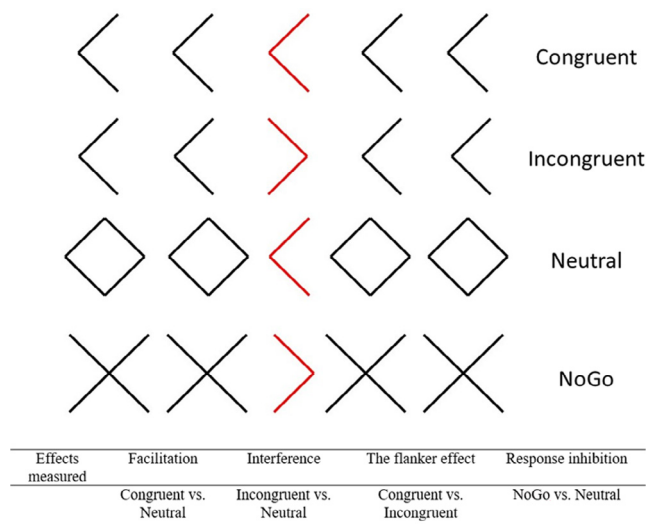 Congruent
Incongruent
Neutral
NoGo
Effects measured Facilitation Interference The flanker effect Response inhibition
Congruent vs. Neutral Incongruent vs. Neutral Congruent vs. Incongruent NoGo vs. Neutral